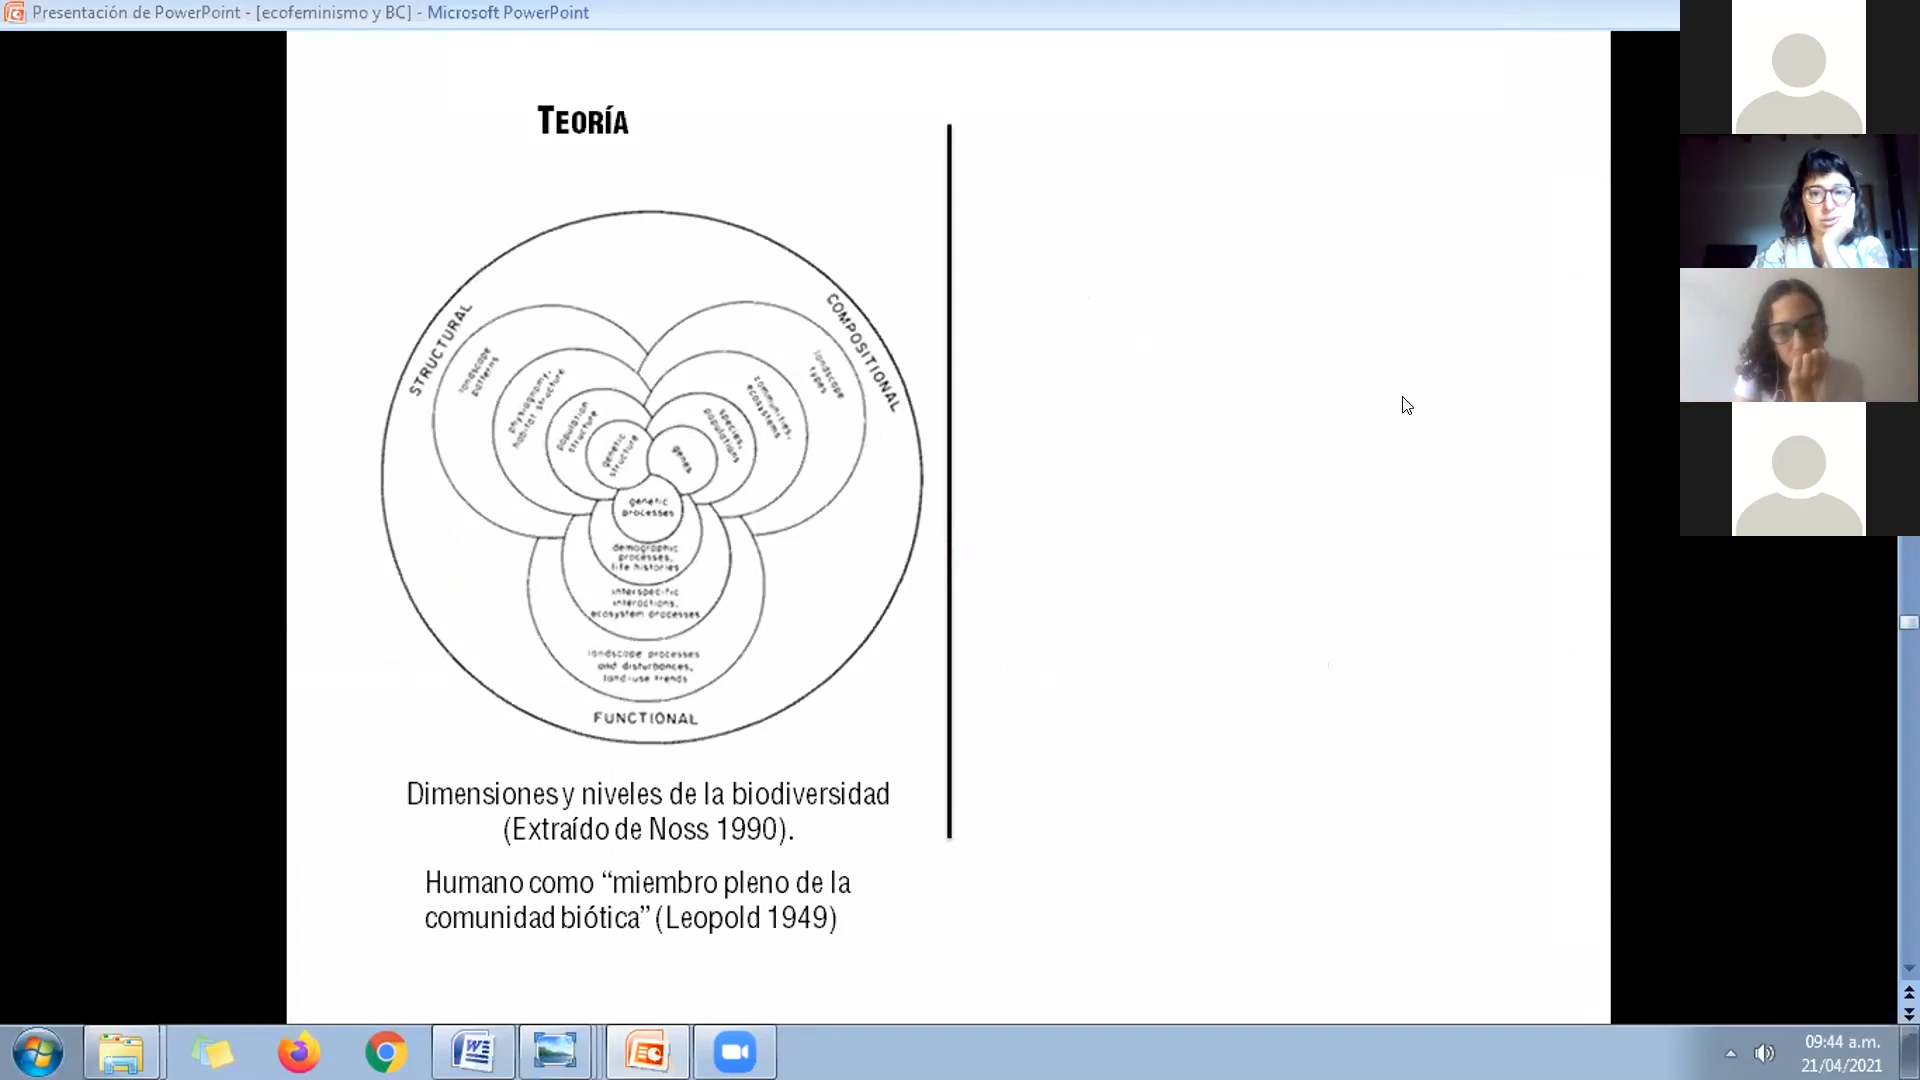 Presentación de PowerPoint - [ecofeminismo y BC] - Microsoft PowerPoint
TEORÍA
STRUCTURAL
COMPOSITIONAL
landscape
patterns
landscape
types
physiognomy,
habitat structure
communities,
ecosystems
population
structure
species,
populations
genetic
structure
genes
genetic
processes
demographic
processes,
life histories
interspecific
interactions,
ecosystem processes
landscape processes
and disturbances,
land-use trends
FUNCTIONAL
Dimensiones y niveles de la biodiversidad
(Extraído de Noss 1990).
Humano como “miembro pleno de la
comunidad biótica” (Leopold 1949)
09:44 a.m.
21/04/2021